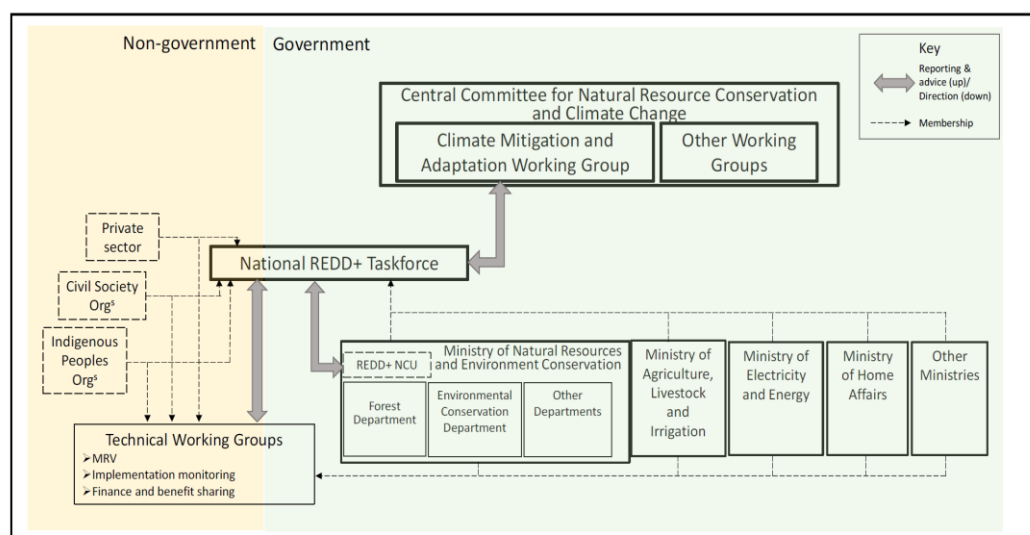 Non-government
Government
Key
Reporting &
advice (up)/
Direction (down)
Membership
Central Committee for Natural Resource Conservation
and Climate Change
Climate Mitigation and
Adaptation Working Group
Other Working
Groups
Private
sector
National REDD+ Taskforce
Civil Society
Orgˢ
Indigenous
Peoples
Orgˢ
Ministry of Natural Resources
and Environment Conservation
REDD+ NCU
Forest
Department
Environmental
Conservation
Department
Other
Departments
Ministry of
Agriculture,
Livestock
and
Irrigation
Ministry of
Electricity
and Energy
Ministry
of Home
Affairs
Other
Ministries
Technical Working Groups
➢MRV
➢Implementation monitoring
➢Finance and benefit sharing